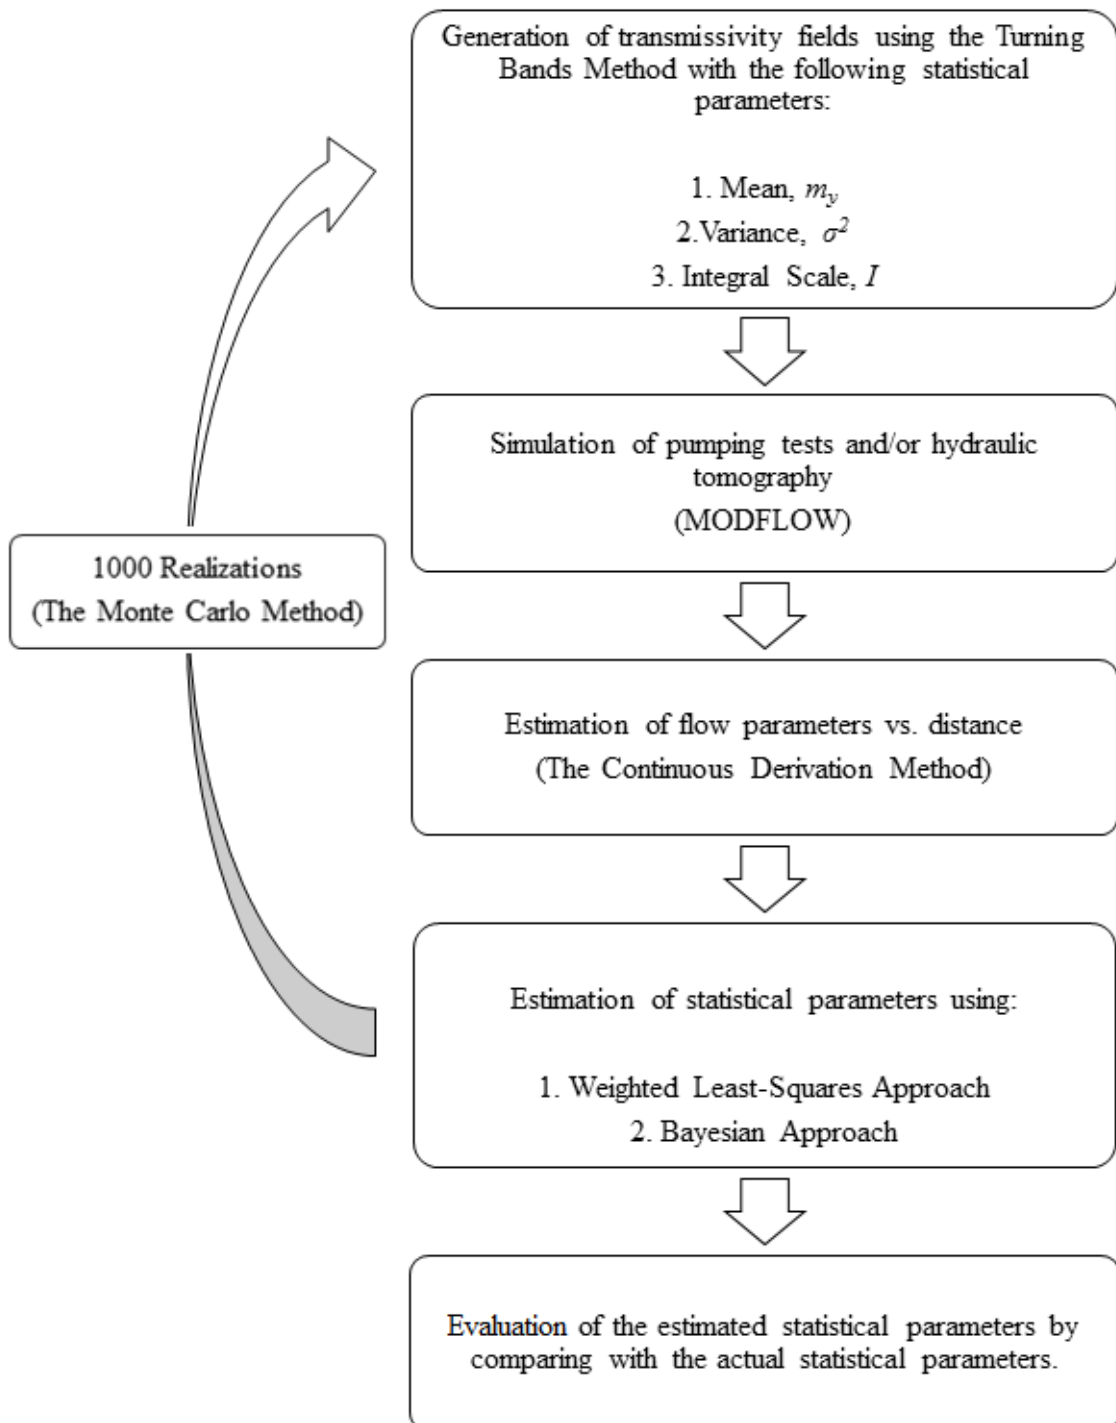 Generation of transmissivity fields using the Turning
Bands Method with the following statistical
parameters:
1. Mean, m_y
2.Variance, σ²
3. Integral Scale, I
Simulation of pumping tests and/or hydraulic
tomography
(MODFLOW)
1000 Realizations
(The Monte Carlo Method)
Estimation of flow parameters vs. distance
(The Continuous Derivation Method)
Estimation of statistical parameters using:
1. Weighted Least-Squares Approach
2. Bayesian Approach
Evaluation of the estimated statistical parameters by
comparing with the actual statistical parameters.